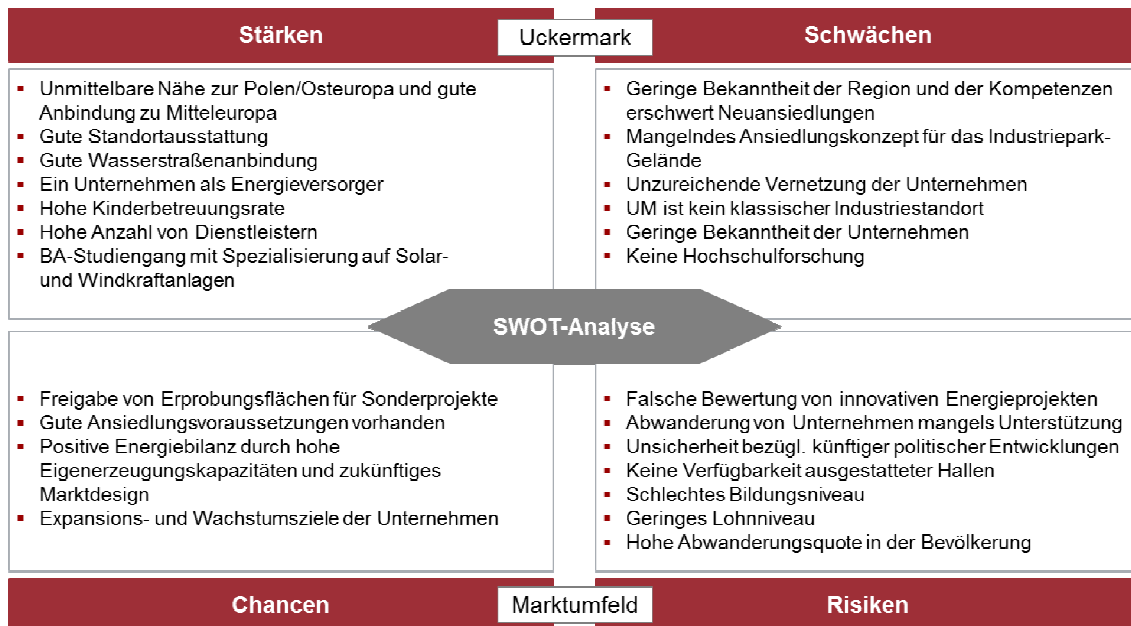 Stärken
Uckermark
Schwächen
▪ Unmittelbare Nähe zur Polen/Osteuropa und gute
Anbindung zu Mitteleuropa
▪ Gute Standortausstattung
▪ Gute Wasserstraßenanbindung
▪ Ein Unternehmen als Energieversorger
▪ Hohe Kinderbetreuungsrate
▪ Hohe Anzahl von Dienstleistern
▪ BA-Studiengang mit Spezialisierung auf Solar-
und Windkraftanlagen
▪ Geringe Bekanntheit der Region und der Kompetenzen
erschwert Neuansiedlungen
▪ Mangelndes Ansiedlungskonzept für das Industriepark-
Gelände
▪ Unzureichende Vernetzung der Unternehmen
▪ UM ist kein klassischer Industriestandort
▪ Geringe Bekanntheit der Unternehmen
▪ Keine Hochschulforschung
SWOT-Analyse
▪ Freigabe von Erprobungsflächen für Sonderprojekte
▪ Gute Ansiedlungsvoraussetzungen vorhanden
▪ Positive Energiebilanz durch hohe
Eigenerzeugungskapazitäten und zukünftiges
Marktdesign
▪ Expansions- und Wachstumsziele der Unternehmen
▪ Falsche Bewertung von innovativen Energieprojekten
▪ Abwanderung von Unternehmen mangels Unterstützung
▪ Unsicherheit bezügl. künftiger politischer Entwicklungen
▪ Keine Verfügbarkeit ausgestatteter Hallen
▪ Schlechtes Bildungsniveau
▪ Geringes Lohnniveau
▪ Hohe Abwanderungsquote in der Bevölkerung
Chancen
Marktumfeld
Risiken